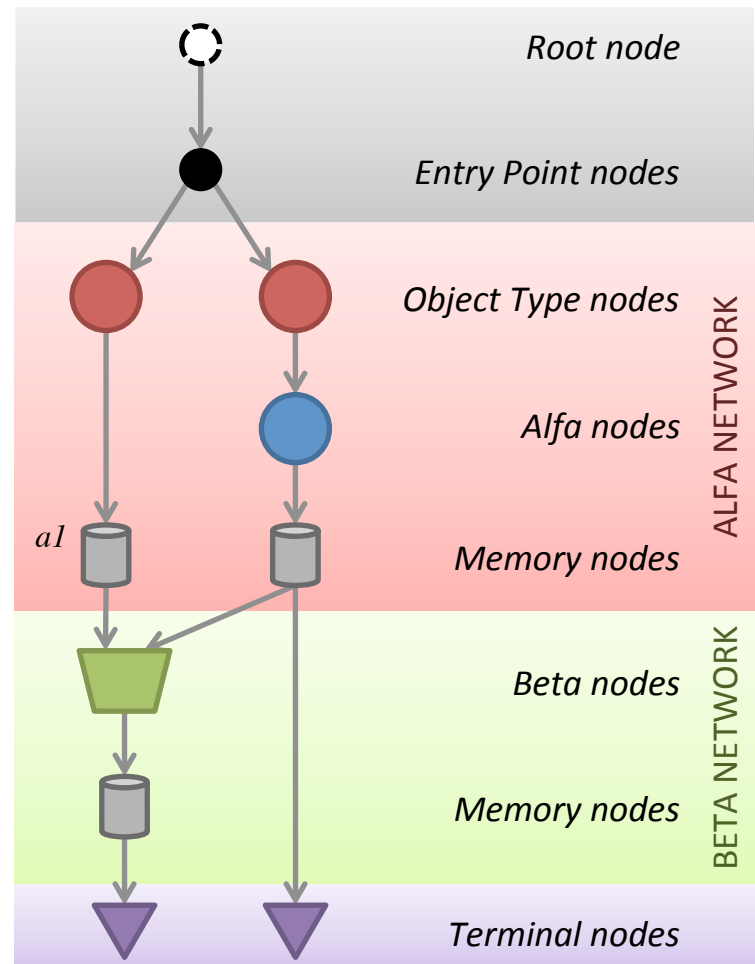 Root node
Entry Point nodes
Object Type nodes
Alfa nodes
a1
Memory nodes
ALFA NETWORK
Beta nodes
Memory nodes
BETA NETWORK
Terminal nodes